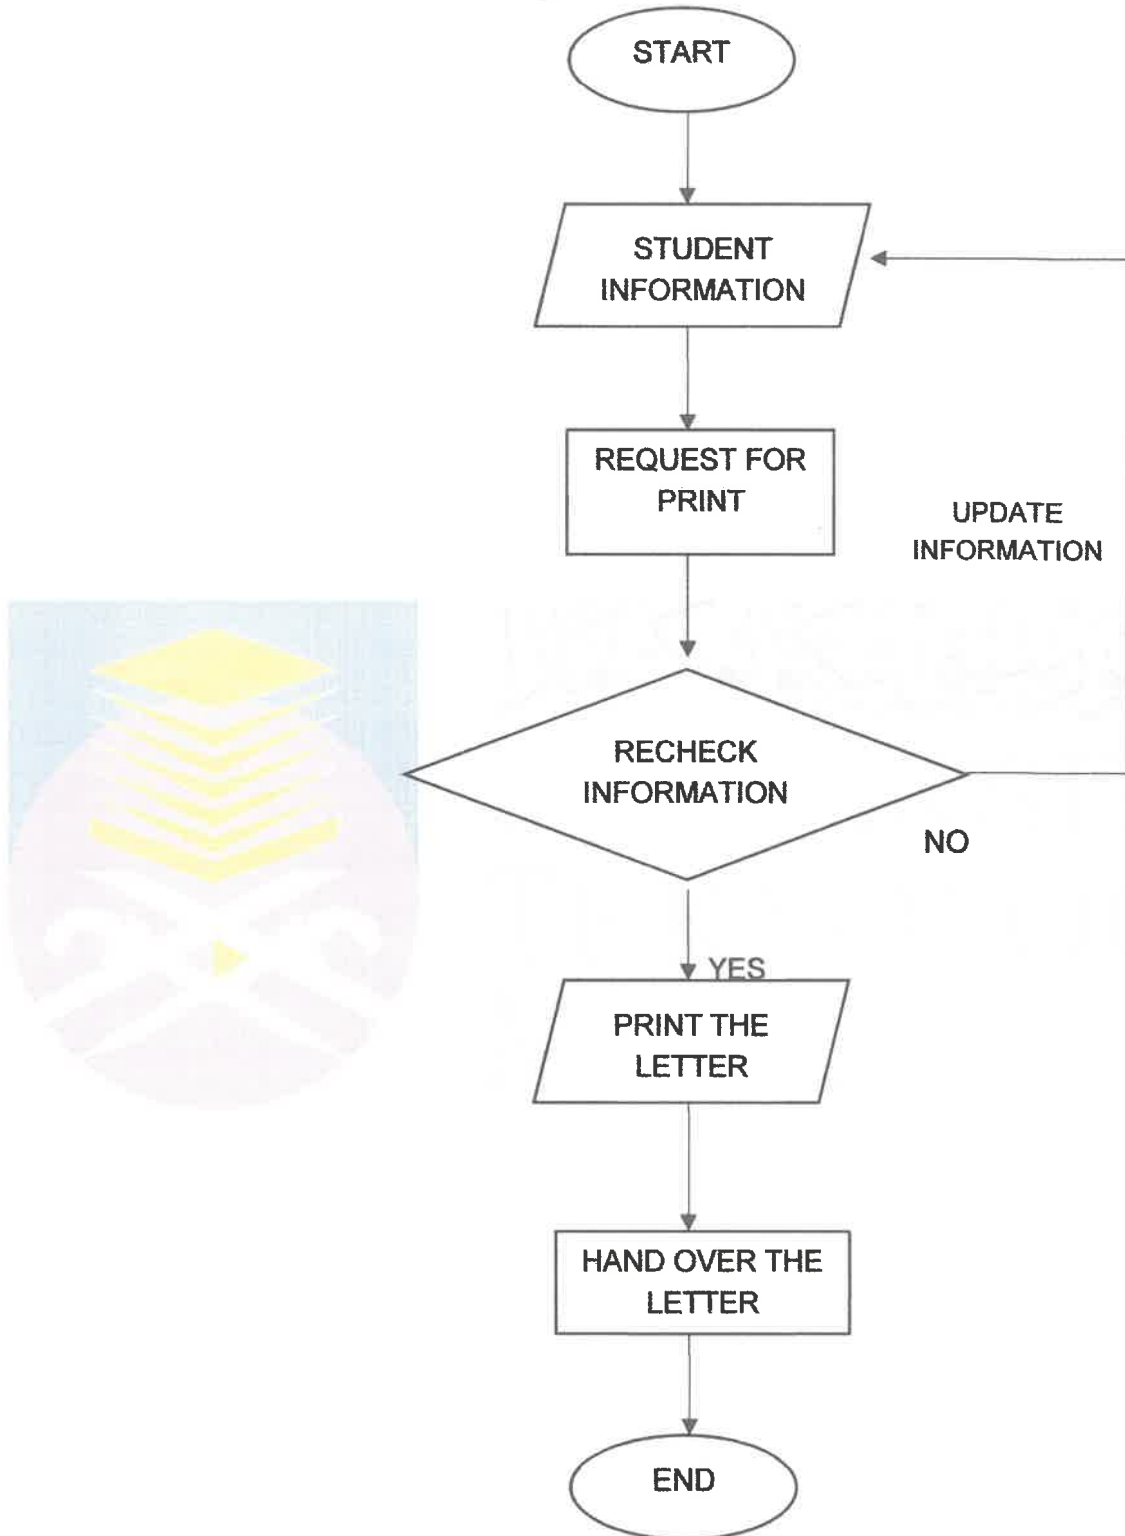 START
STUDENT
INFORMATION
REQUEST FOR
PRINT
UPDATE
INFORMATION
RECHECK
INFORMATION
NO
YES
PRINT THE
LETTER
HAND OVER THE
LETTER
END